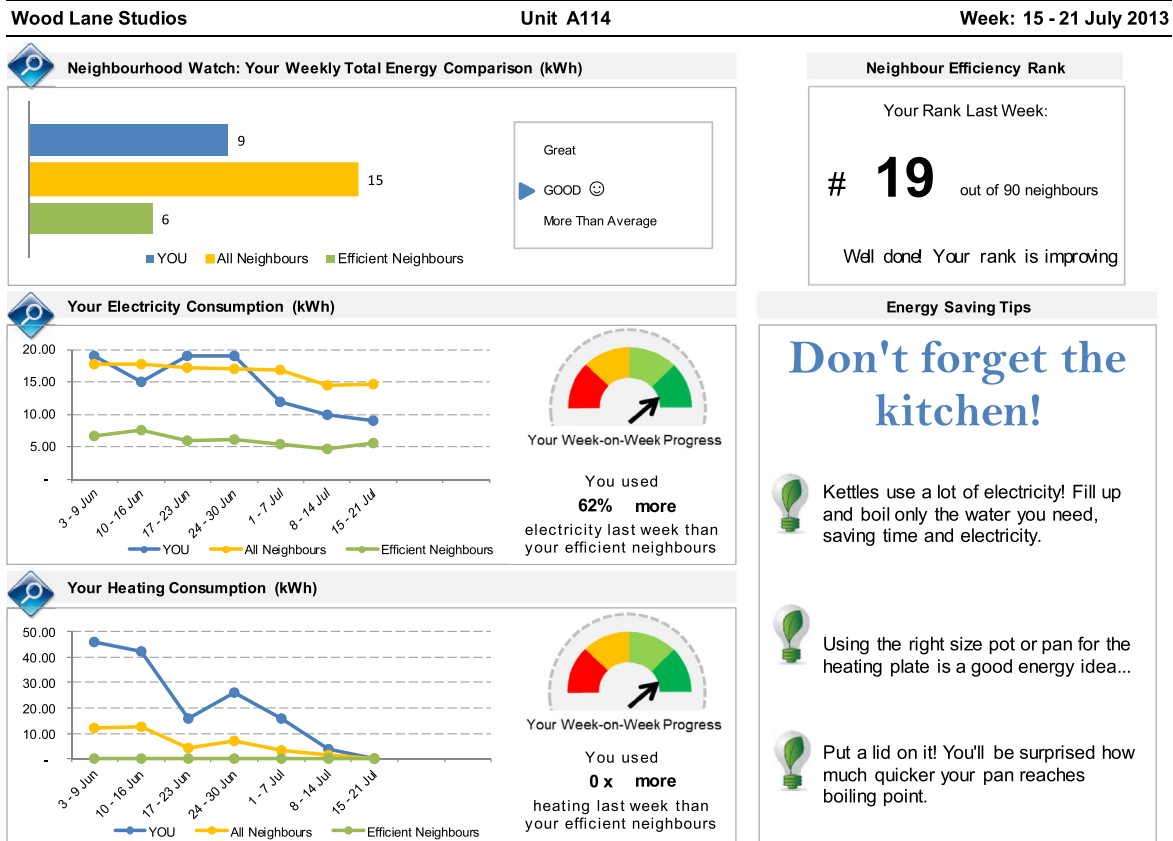 Wood Lane Studios
Unit A114
Week: 15 - 21 July 2013
Neighbourhood Watch: Your Weekly Total Energy Comparison (kWh)
9
15
6
YOU
All Neighbours
Efficient Neighbours
Great
GOOD ☺
More Than Average
Neighbour Efficiency Rank
Your Rank Last Week:
# 19 out of 90 neighbours
Well done! Your rank is improving
Your Electricity Consumption (kWh)
20.00
15.00
10.00
5.00
-
3 - 9 Jun
10 - 16 Jun
17 - 23 Jun
24 - 30 Jun
1 - 7 Jul
8 - 14 Jul
15 - 21 Jul
YOU
All Neighbours
Efficient Neighbours
Your Week-on-Week Progress
You used
62% more
electricity last week than
your efficient neighbours
Your Heating Consumption (kWh)
50.00
40.00
30.00
20.00
10.00
-
3 - 9 Jun
10 - 16 Jun
17 - 23 Jun
24 - 30 Jun
1 - 7 Jul
8 - 14 Jul
15 - 21 Jul
YOU
All Neighbours
Efficient Neighbours
Your Week-on-Week Progress
You used
0 x more
heating last week than
your efficient neighbours
Energy Saving Tips
Don't forget the
kitchen!
Kettles use a lot of electricity! Fill up
and boil only the water you need,
saving time and electricity.
Using the right size pot or pan for the
heating plate is a good energy idea...
Put a lid on it! You'll be surprised how
much quicker your pan reaches
boiling point.